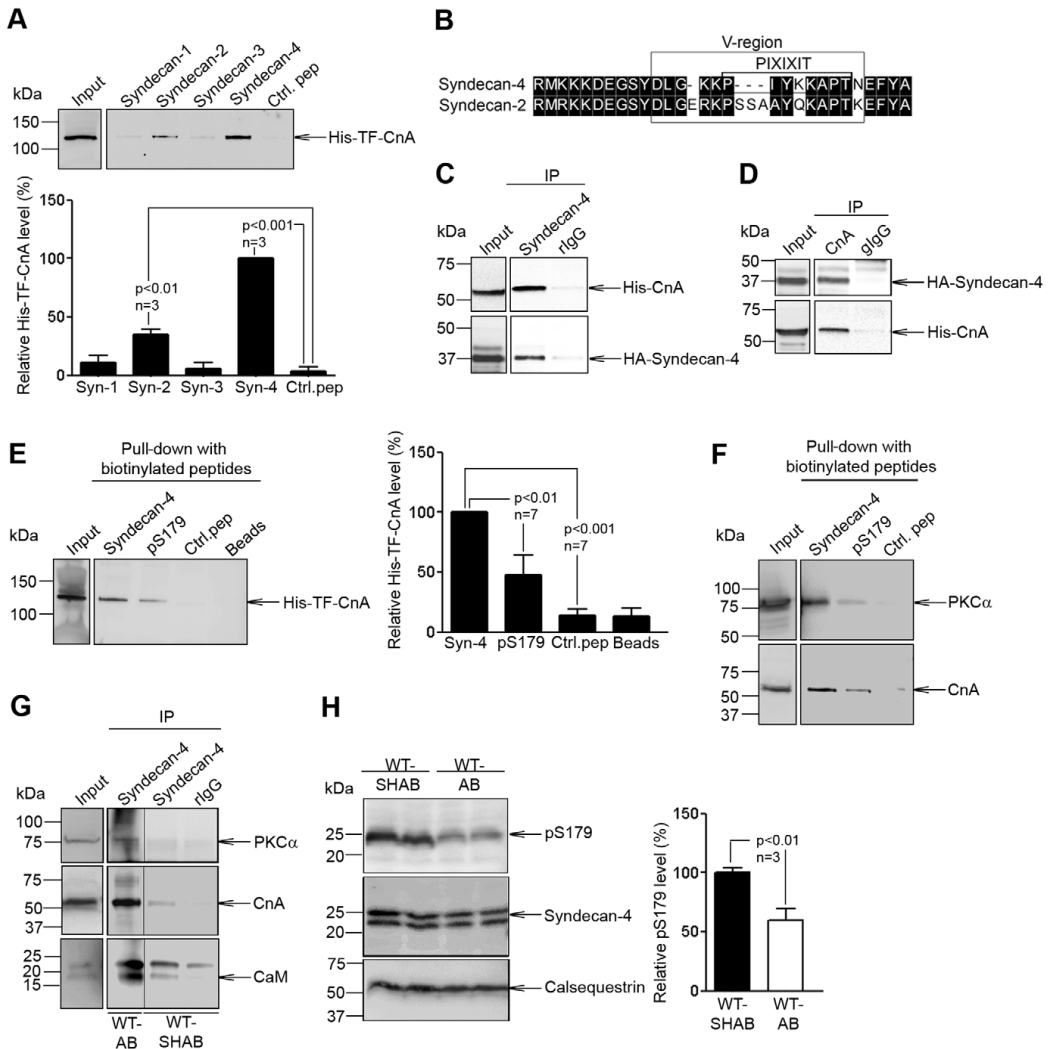 A
Input
Syndecan-1
Syndecan-2
Syndecan-3
Syndecan-4
Ctrl. pep
kDa
150
100
His-TF-CnA
Relative His-TF-CnA level (%)
150
100
50
0
p<0.01
n=3
p<0.001
n=3
Syn-1 Syn-2 Syn-3 Syn-4 Ctrl.pep
B
V-region
PIXIXIT
Syndecan-4 RMKKKDEGSYDLG-KKP---IYKKAPTNEFYA
Syndecan-2 RMRKKDEGSYDLGERKPSSAAYQKAPTKEFYA
C
IP
kDa
Input
Syndecan-4
rIgG
75
50
His-CnA
50
37
HA-Syndecan-4
D
IP
kDa
Input
CnA
gIgG
50
37
HA-Syndecan-4
75
50
His-CnA
E
Pull-down with
biotinylated peptides
kDa
Input
Syndecan-4
pS179
Ctrl.pep
Beads
150
100
His-TF-CnA
Relative His-TF-CnA level (%)
150
100
50
0
p<0.01
n=7
p<0.001
n=7
Syn-4 pS179 Ctrl.pep Beads
F
Pull-down with
biotinylated peptides
kDa
Input
Syndecan-4
pS179
Ctrl. pep
100
75
50
PKCα
75
50
37
CnA
G
IP
kDa
Input
Syndecan-4
Syndecan-4
rIgG
100
75
PKCα
75
50
37
CnA
25
20
15
CaM
WT-
AB
WT-
SHAB
H
WT-
SHAB
WT-
AB
kDa
25
20
pS179
25
20
Syndecan-4
75
50
37
Calsequestrin
Relative pS179 level (%)
150
100
50
0
p<0.01
n=3
WT-
SHAB
WT-
AB